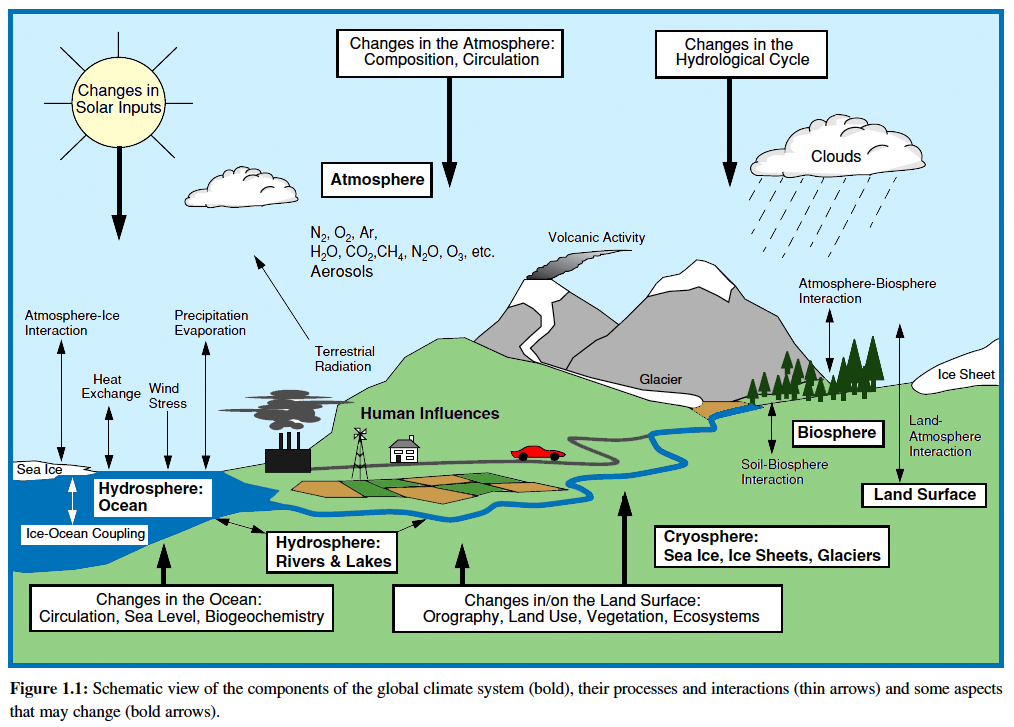 Changes in the Atmosphere:
Composition, Circulation
Changes in the
Hydrological Cycle
Changes in
Solar Inputs
Clouds
Atmosphere
N₂, O₂, Ar,
H₂O, CO₂,CH₄, N₂O, O₃, etc.
Aerosols
Volcanic Activity
Atmosphere-Biosphere
Interaction
Atmosphere-Ice
Interaction
Precipitation
Evaporation
Terrestrial
Radiation
Heat
Exchange
Wind
Stress
Glacier
Ice Sheet
Human Influences
Land-
Atmosphere
Interaction
Biosphere
Soil-Biosphere
Interaction
Land Surface
Sea Ice
Hydrosphere:
Ocean
Ice-Ocean Coupling
Hydrosphere:
Rivers & Lakes
Cryosphere:
Sea Ice, Ice Sheets, Glaciers
Changes in the Ocean:
Circulation, Sea Level, Biogeochemistry
Changes in/on the Land Surface:
Orography, Land Use, Vegetation, Ecosystems
Figure 1.1: Schematic view of the components of the global climate system (bold), their processes and interactions (thin arrows) and some aspects
that may change (bold arrows).